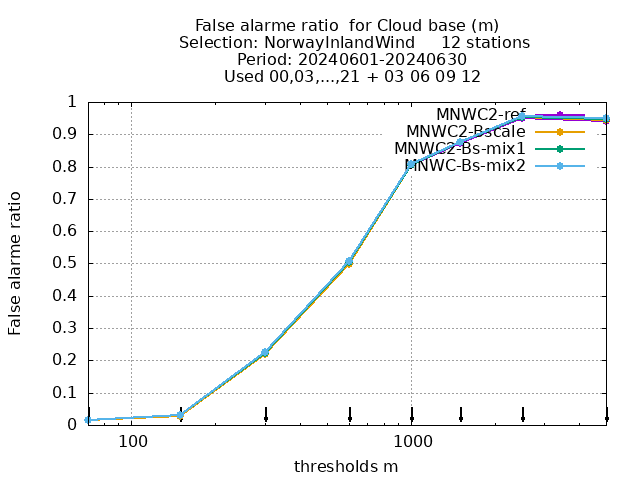 False alarme ratio  for Cloud base (m)
Selection: NorwayInlandWind     12 stations
Period: 20240601-20240630
Used 00,03,...,21 + 03 06 09 12
MNWC2-ref
MNWC2-Bscale
MNWC2-Bs-mix1
MNWC-Bs-mix2
1
0.9
0.8
0.7
0.6
0.5
0.4
0.3
0.2
0.1
0
False alarme ratio
100
1000
thresholds m